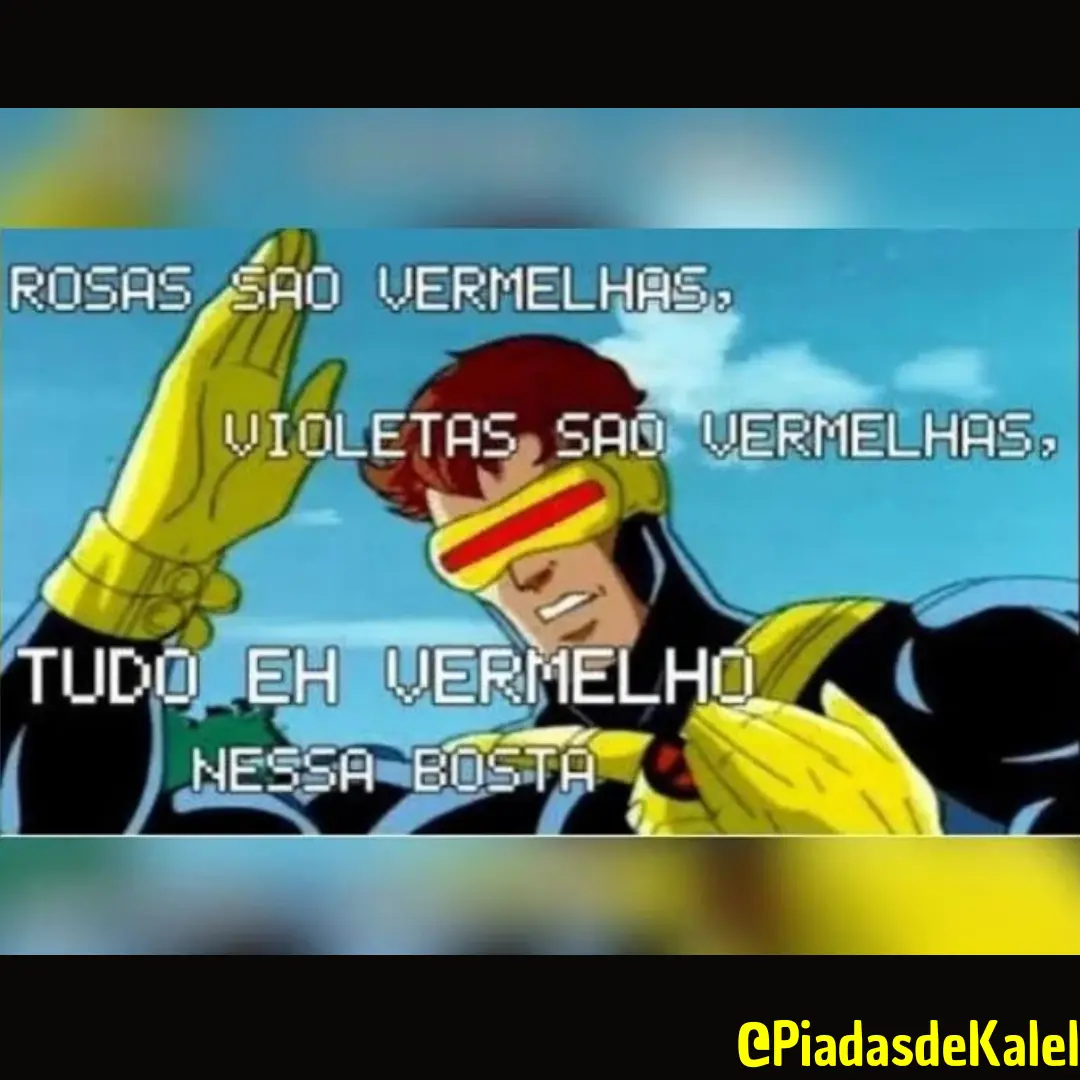 ROSAS SAO VERMELHAS,
VIOLETAS SAO VERMELHAS,
TUDO EH VERMELHO
NESSA BOSTA
@PiadasdeKalel